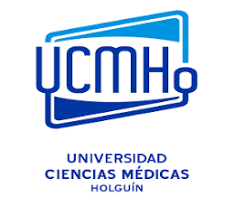 UCMHo
UNIVERSIDAD
CIENCIAS MÉDICAS
HOLGUÍN